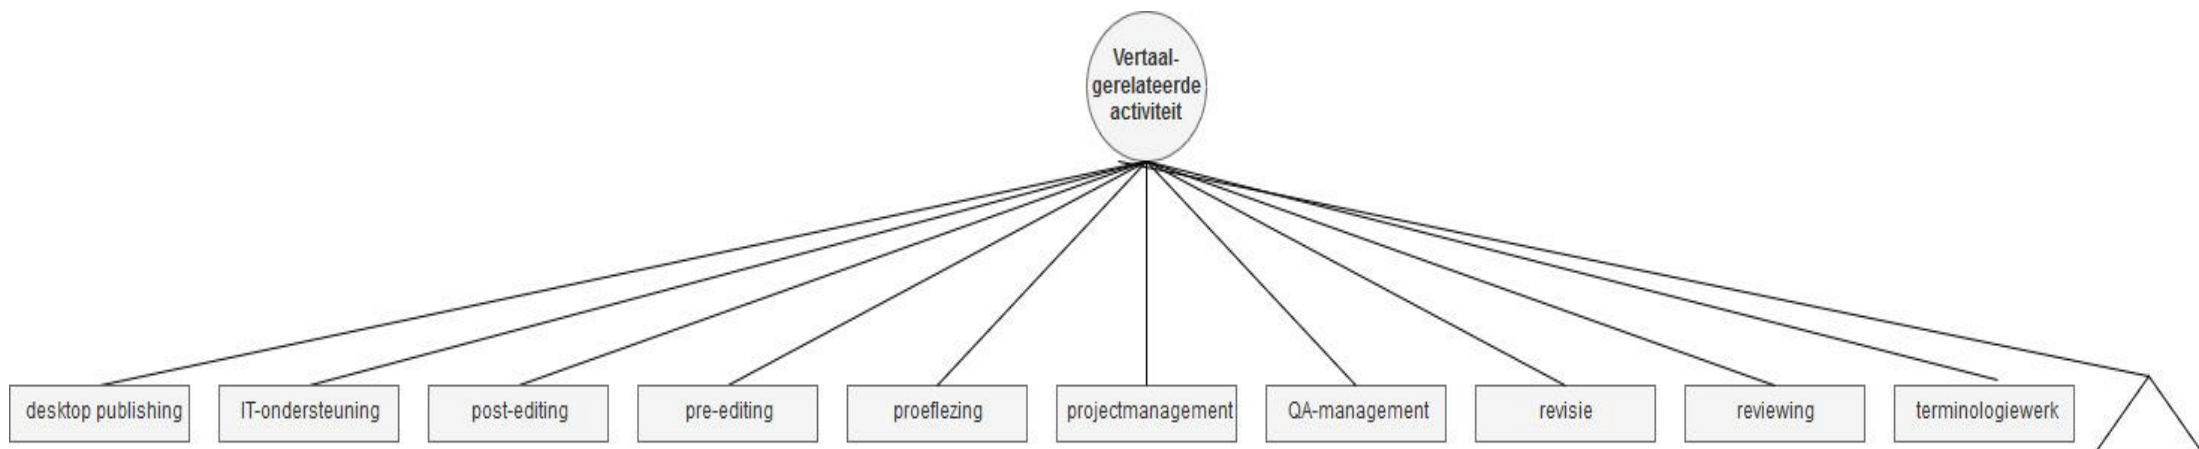 Vertaal-
gerelateerde
activiteit
desktop publishing
IT-ondersteuning
post-editing
pre-editing
proeflezing
projectmanagement
QA-management
revisie
reviewing
terminologiewerk